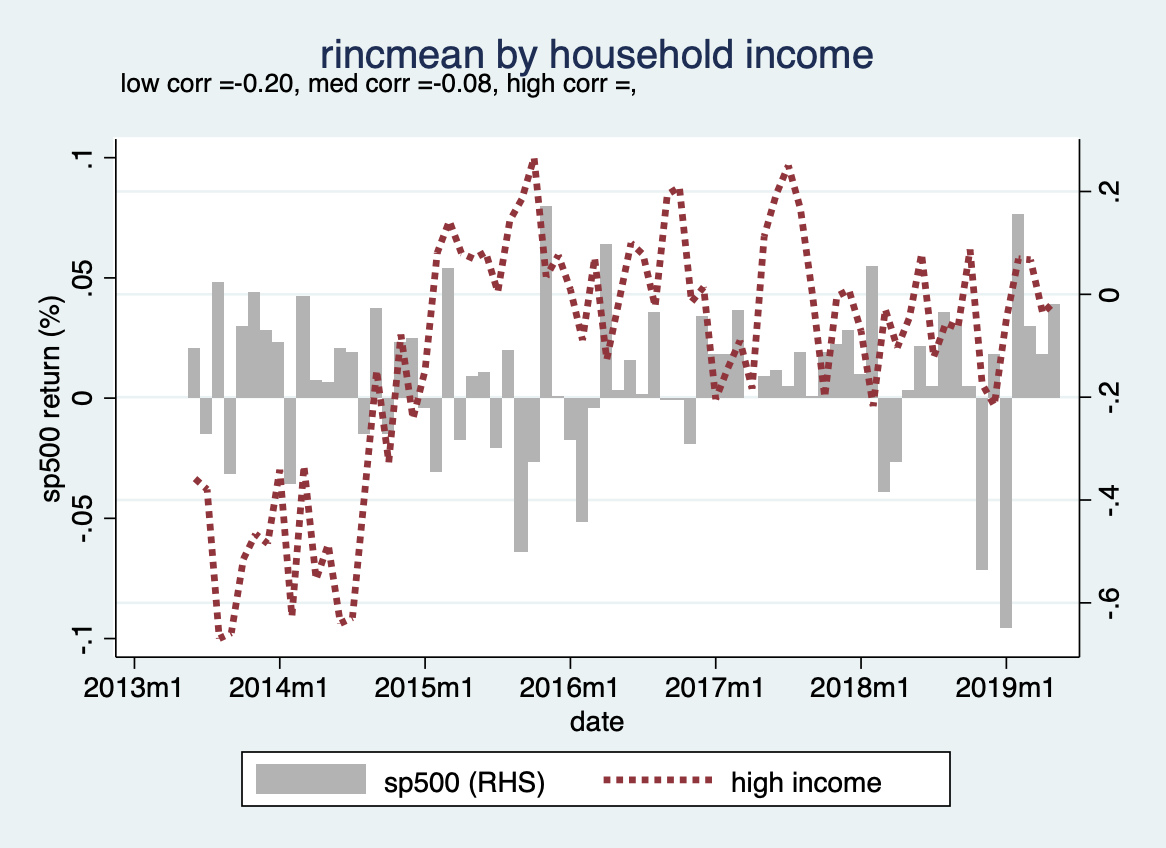 rincmean by household income
low corr =-0.20, med corr =-0.08, high corr =,
sp500 return (%)
.1
.05
0
-.05
-.1
.2
0
-.2
-.4
-.6
2013m1 2014m1 2015m1 2016m1 2017m1 2018m1 2019m1
date
sp500 (RHS) high income